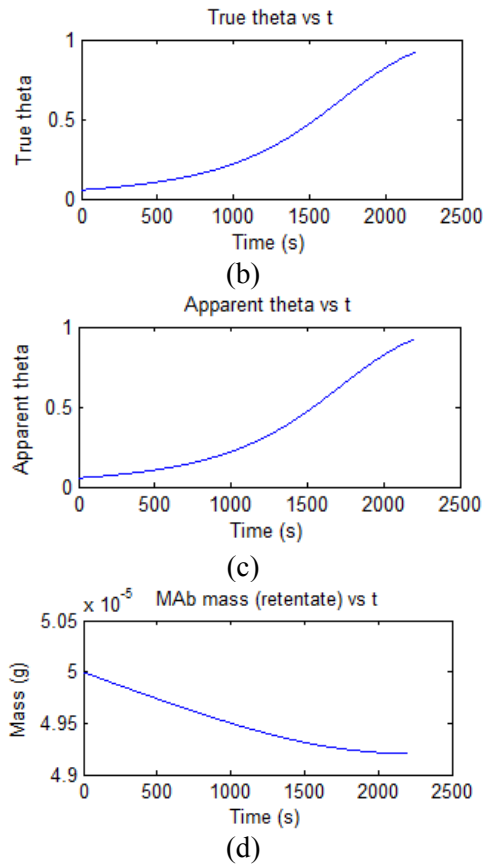 True theta vs t
1
0.5
0
True theta
0 500 1000 1500 2000 2500
Time (s)
(b)
Apparent theta vs t
1
0.5
0
Apparent theta
0 500 1000 1500 2000 2500
Time (s)
(c)
x 10^-5 MAb mass (retentate) vs t
5.05
5
4.95
4.9
Mass (g)
0 500 1000 1500 2000 2500
Time (s)
(d)